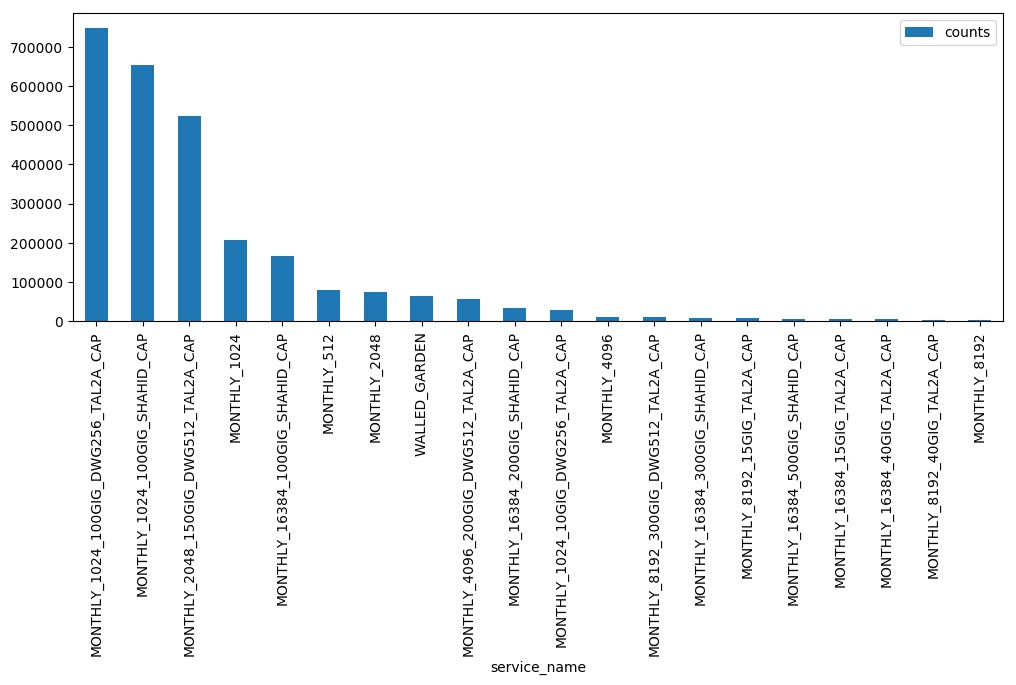 counts
700000
600000
500000
400000
300000
200000
100000
0
MONTHLY_1024_100GIG_DWG256_TAL2A_CAP
MONTHLY_1024_100GIG_SHAHID_CAP
MONTHLY_2048_150GIG_DWG512_TAL2A_CAP
MONTHLY_1024
MONTHLY_16384_100GIG_SHAHID_CAP
MONTHLY_512
MONTHLY_2048
WALLED_GARDEN
MONTHLY_4096_200GIG_DWG512_TAL2A_CAP
MONTHLY_16384_200GIG_SHAHID_CAP
MONTHLY_1024_10GIG_DWG256_TAL2A_CAP
MONTHLY_4096
MONTHLY_8192_300GIG_DWG512_TAL2A_CAP
MONTHLY_16384_300GIG_SHAHID_CAP
MONTHLY_8192_15GIG_TAL2A_CAP
MONTHLY_16384_500GIG_SHAHID_CAP
MONTHLY_16384_15GIG_TAL2A_CAP
MONTHLY_16384_40GIG_TAL2A_CAP
MONTHLY_8192_40GIG_TAL2A_CAP
MONTHLY_8192
service_name